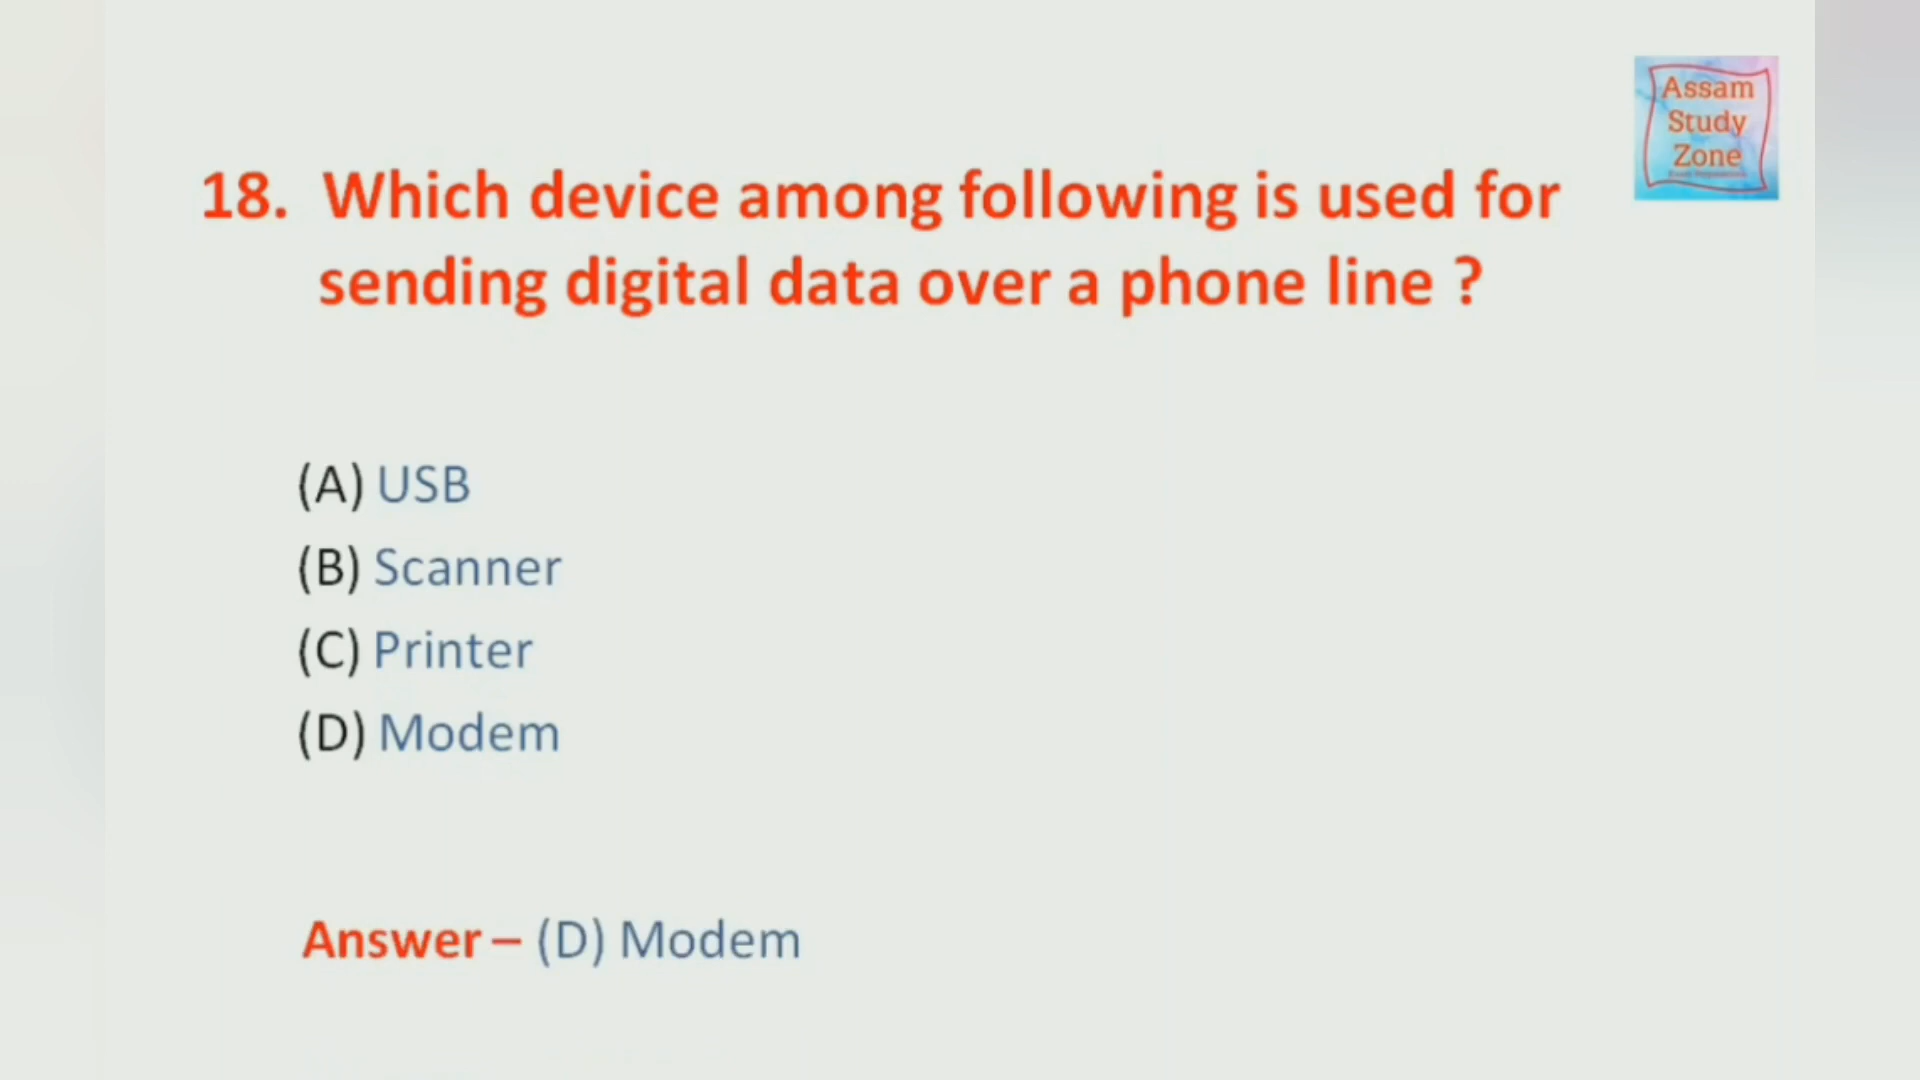 Assam
Study
Zone
18. Which device among following is used for
sending digital data over a phone line ?
(A) USB
(B) Scanner
(C) Printer
(D) Modem
Answer – (D) Modem